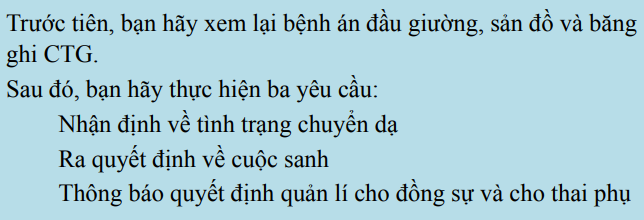 Trước tiên, bạn hãy xem lại bệnh án đầu giường, sản đồ và băng
ghi CTG.
Sau đó, bạn hãy thực hiện ba yêu cầu:
Nhận định về tình trạng chuyển dạ
Ra quyết định về cuộc sanh
Thông báo quyết định quản lí cho đồng sự và cho thai phụ